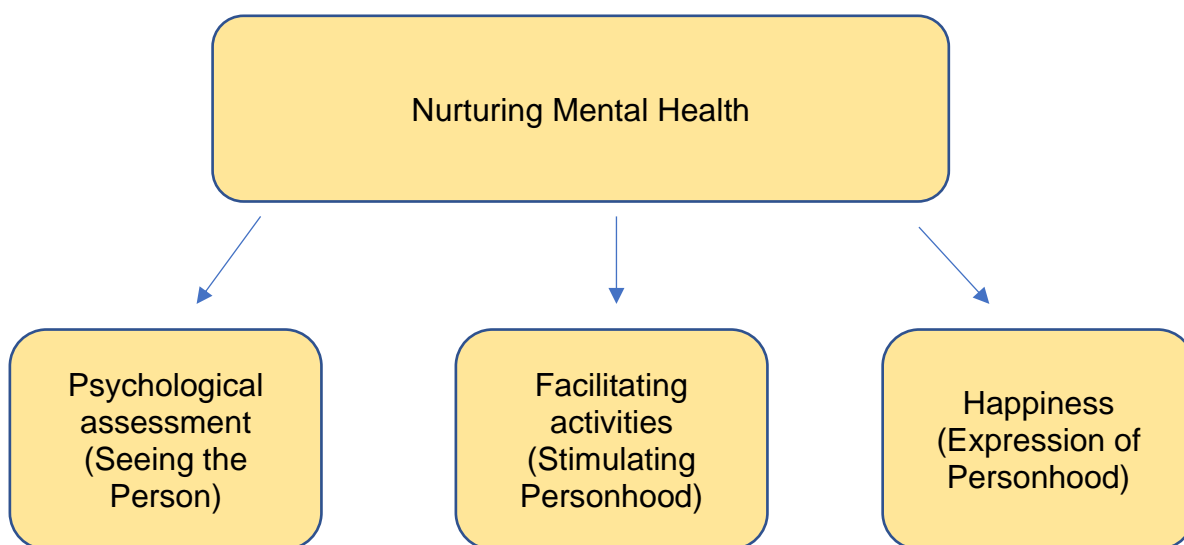 Nurturing Mental Health
Psychological
assessment
(Seeing the
Person)
Facilitating
activities
(Stimulating
Personhood)
Happiness
(Expression of
Personhood)